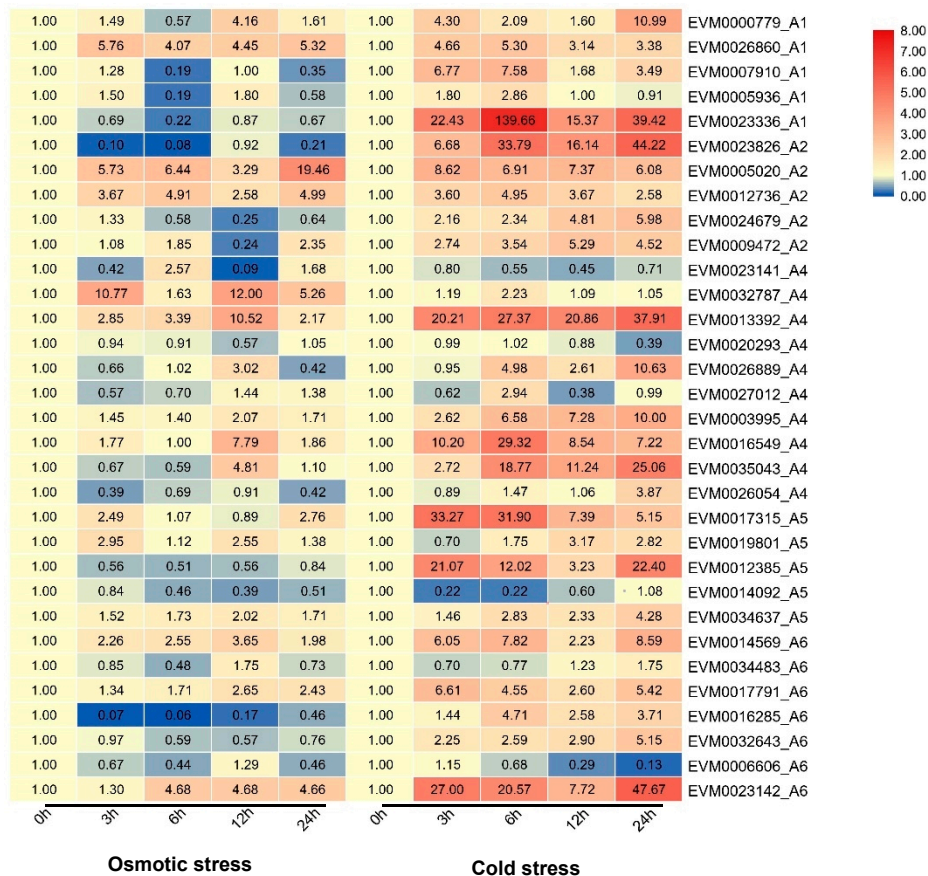 1.00 1.49 0.57 4.16 1.61 1.00 4.30 2.09 1.60 10.99 EVM0000779_A1
1.00 5.76 4.07 4.45 5.32 1.00 4.66 5.30 3.14 3.38 EVM0026860_A1
1.00 1.28 0.19 1.00 0.35 1.00 6.77 7.58 1.68 3.49 EVM0007910_A1
1.00 1.50 0.19 1.80 0.58 1.00 1.80 2.86 1.00 0.91 EVM0005936_A1
1.00 0.69 0.22 0.87 0.67 1.00 22.43 139.66 15.37 39.42 EVM0023336_A1
1.00 0.10 0.08 0.92 0.21 1.00 6.68 33.79 16.14 44.22 EVM0023826_A2
1.00 5.73 6.44 3.29 19.46 1.00 8.62 6.91 7.37 6.08 EVM0005020_A2
1.00 3.67 4.91 2.58 4.99 1.00 3.60 4.95 3.67 2.58 EVM0012736_A2
1.00 1.33 0.58 0.25 0.64 1.00 2.16 2.34 4.81 5.98 EVM0024679_A2
1.00 1.08 1.85 0.24 2.35 1.00 2.74 3.54 5.29 4.52 EVM0009472_A2
1.00 0.42 2.57 0.09 1.68 1.00 0.80 0.55 0.45 0.71 EVM0023141_A4
1.00 10.77 1.63 12.00 5.26 1.00 1.19 2.23 1.09 1.05 EVM0032787_A4
1.00 2.85 3.39 10.52 2.17 1.00 20.21 27.37 20.86 37.91 EVM0013392_A4
1.00 0.94 0.91 0.57 1.05 1.00 0.99 1.02 0.88 0.39 EVM0020293_A4
1.00 0.66 1.02 3.02 0.42 1.00 0.95 4.98 2.61 10.63 EVM0026889_A4
1.00 0.57 0.70 1.44 1.38 1.00 0.62 2.94 0.38 0.99 EVM0027012_A4
1.00 1.45 1.40 2.07 1.71 1.00 2.62 6.58 7.28 10.00 EVM0003995_A4
1.00 1.77 1.00 7.79 1.86 1.00 10.20 29.32 8.54 7.22 EVM0016549_A4
1.00 0.67 0.59 4.81 1.10 1.00 2.72 18.77 11.24 25.06 EVM0035043_A4
1.00 0.39 0.69 0.91 0.42 1.00 0.89 1.47 1.06 3.87 EVM0026054_A4
1.00 2.49 1.07 0.89 2.76 1.00 33.27 31.90 7.39 5.15 EVM0017315_A5
1.00 2.95 1.12 2.55 1.38 1.00 0.70 1.75 3.17 2.82 EVM0019801_A5
1.00 0.56 0.51 0.56 0.84 1.00 21.07 12.02 3.23 22.40 EVM0012385_A5
1.00 0.84 0.46 0.39 0.51 1.00 0.22 0.22 0.60 1.08 EVM0014092_A5
1.00 1.52 1.73 2.02 1.71 1.00 1.46 2.83 2.33 4.28 EVM0034637_A5
1.00 2.26 2.55 3.65 1.98 1.00 6.05 7.82 2.23 8.59 EVM0014569_A6
1.00 0.85 0.48 1.75 0.73 1.00 0.70 0.77 1.23 1.75 EVM0034483_A6
1.00 1.34 1.71 2.65 2.43 1.00 6.61 4.55 2.60 5.42 EVM0017791_A6
1.00 0.07 0.06 0.17 0.46 1.00 1.44 4.71 2.58 3.71 EVM0016285_A6
1.00 0.97 0.59 0.57 0.76 1.00 2.25 2.59 2.90 5.15 EVM0032643_A6
1.00 0.67 0.44 1.29 0.46 1.00 1.15 0.68 0.29 0.13 EVM0006606_A6
1.00 1.30 4.68 4.68 4.66 1.00 27.00 20.57 7.72 47.67 EVM0023142_A6
0h 3h 6h 12h 24h 0h 3h 6h 12h 24h
Osmotic stress Cold stress
8.00
7.00
6.00
5.00
4.00
3.00
2.00
1.00
0.00